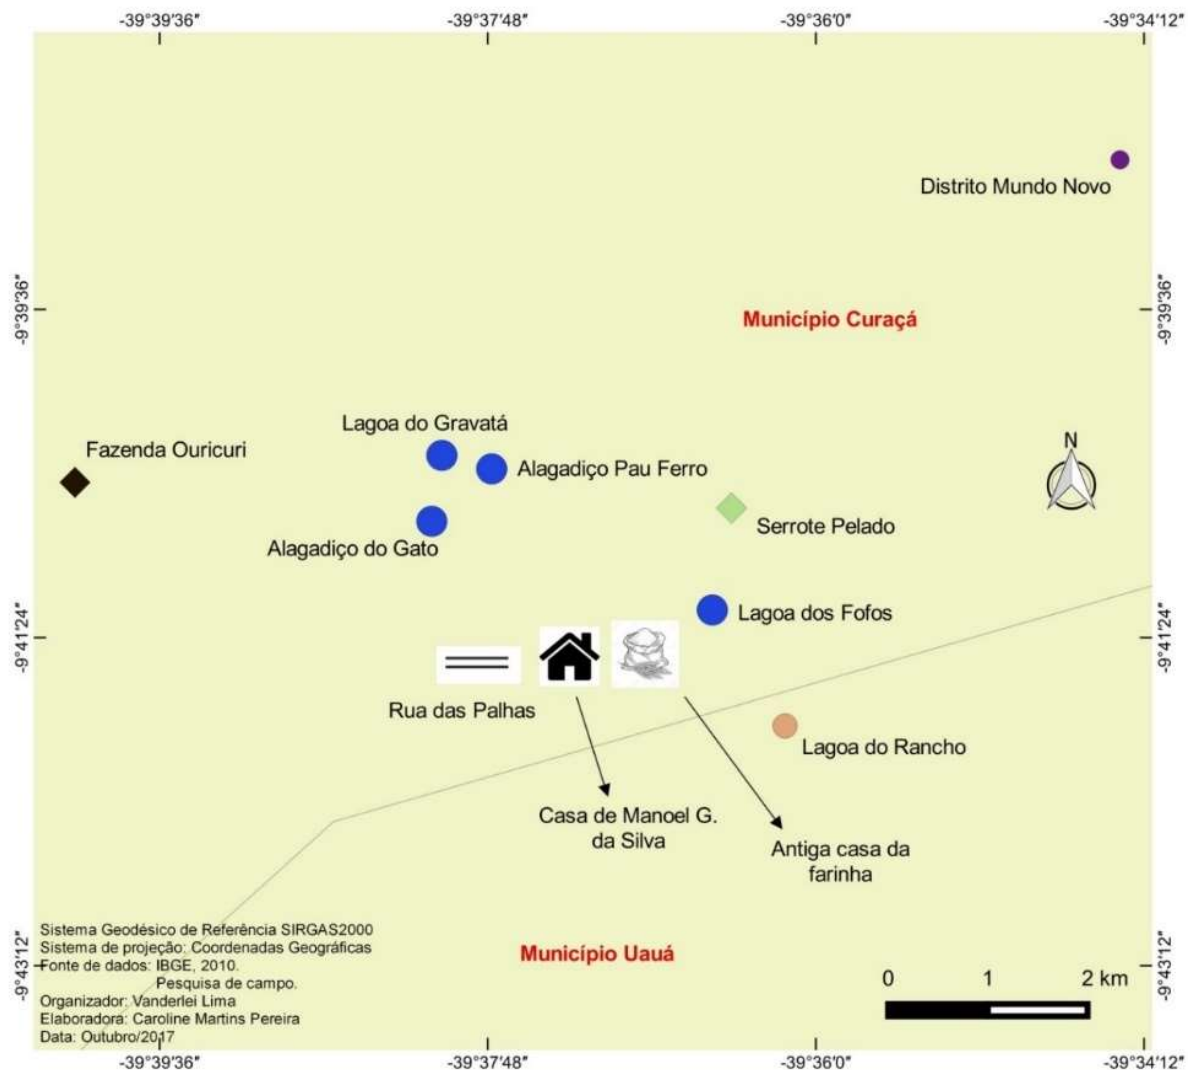 -39°39'36"
-39°37'48"
-39°36'0"
-39°34'12"
Distrito Mundo Novo
-9°39'36"
-9°39'36"
Município Curaçá
Lagoa do Gravatá
N
Fazenda Ouricuri
Alagadiço Pau Ferro
Serrote Pelado
Alagadiço do Gato
Lagoa dos Fofos
-9°41'24"
-9°41'24"
Rua das Palhas
Lagoa do Rancho
Casa de Manoel G.
da Silva
Antiga casa da
farinha
Sistema Geodésico de Referência SIRGAS2000
Sistema de projeção: Coordenadas Geográficas
Fonte de dados: IBGE, 2010.
Pesquisa de campo.
Organizador: Vanderlei Lima
Elaboradora: Caroline Martins Pereira
Data: Outubro/2017
Município Uauá
-9°43'12"
-9°43'12"
0 1 2 km
-39°39'36"
-39°37'48"
-39°36'0"
-39°34'12"